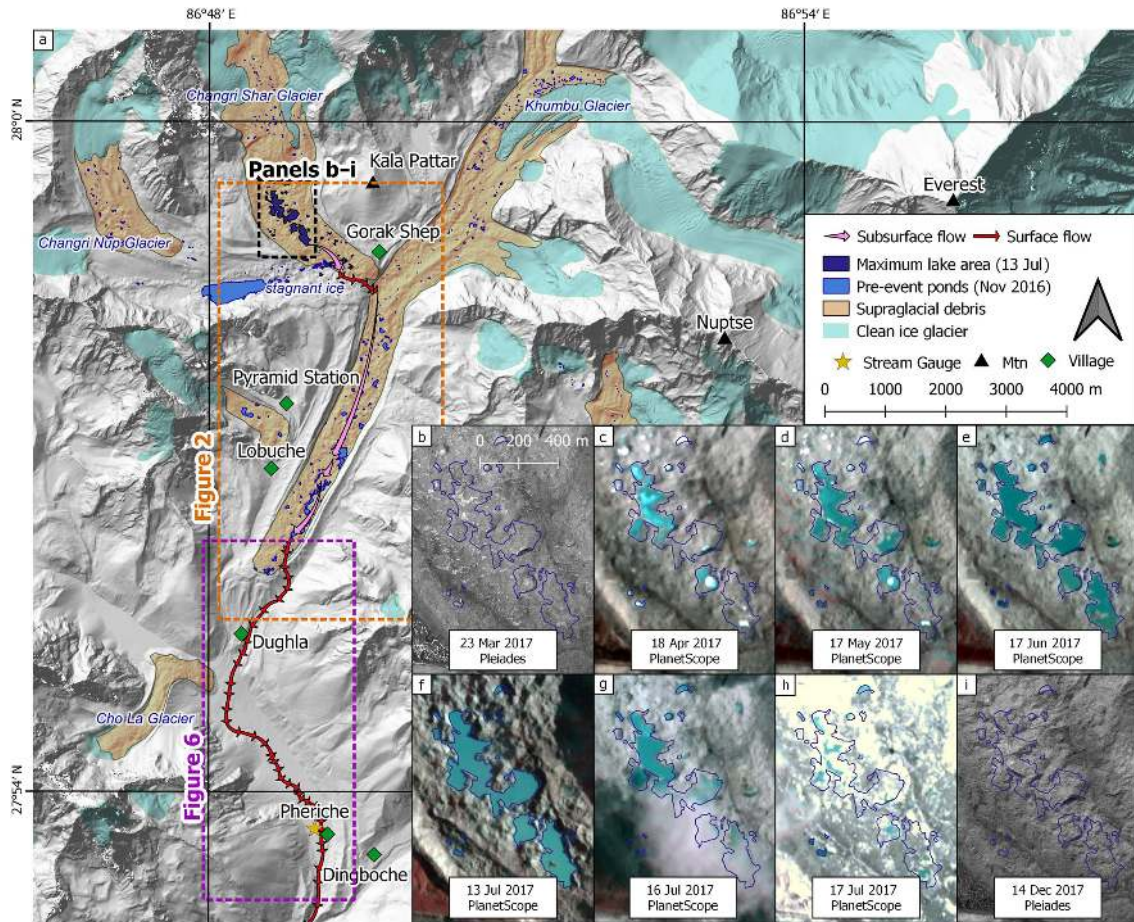 86°48' E
86°54' E
a
Changri Shar Glacier
Khumbu Glacier
28°0' N
Panels b-i
Kala Pattar
Everest
Changri Nup Glacier
Gorak Shep
stagnant ice
Subsurface flow
Surface flow
Maximum lake area (13 Jul)
Pre-event ponds (Nov 2016)
Supraglacial debris
Clean ice glacier
Stream Gauge
Mtn
Village
0 1000 2000 3000 4000 m
Nuptse
Pyramid Station
Lobuche
Figure 2
b
0 200 400 m
23 Mar 2017
Pleiades
c
18 Apr 2017
PlanetScope
d
17 May 2017
PlanetScope
e
17 Jun 2017
PlanetScope
Dughla
Cho La Glacier
Figure 6
27°54' N
Pheriche
Dingboche
f
13 Jul 2017
PlanetScope
g
16 Jul 2017
PlanetScope
h
17 Jul 2017
PlanetScope
i
14 Dec 2017
Pleiades